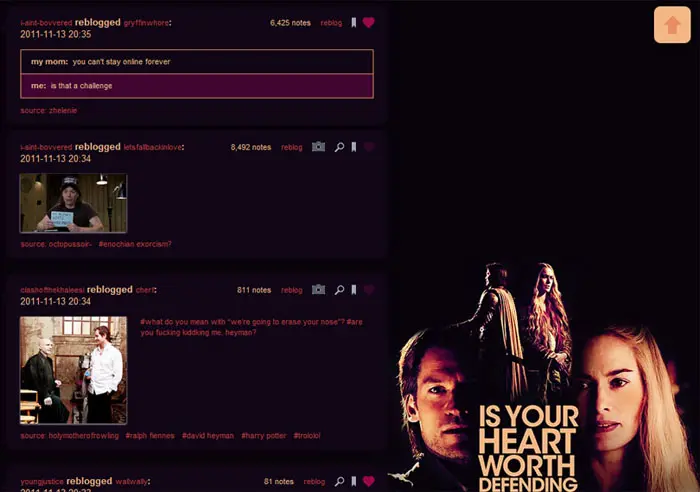 i-aint-bovvered reblogged gryffinwhore:
6,425 notes reblog
2011-11-13 20:35
my mom: you can't stay online forever
me: is that a challenge
source: zhelenie
i-aint-bovvered reblogged letsfallbackinlove:
8,492 notes reblog
2011-11-13 20:34
source: octopussoir- #enochian exorcism?
clashofthekhaleesi reblogged cherf:
811 notes reblog
2011-11-13 20:34
#what do you mean with "we're going to erase your nose"? #are
you fucking kiddking me, heyman?
source: holymotherofrowling #ralph fiennes #david heyman #harry potter #trololol
youngjustice reblogged wallwally:
81 notes reblog
IS YOUR
HEART
WORTH
DEFENDING